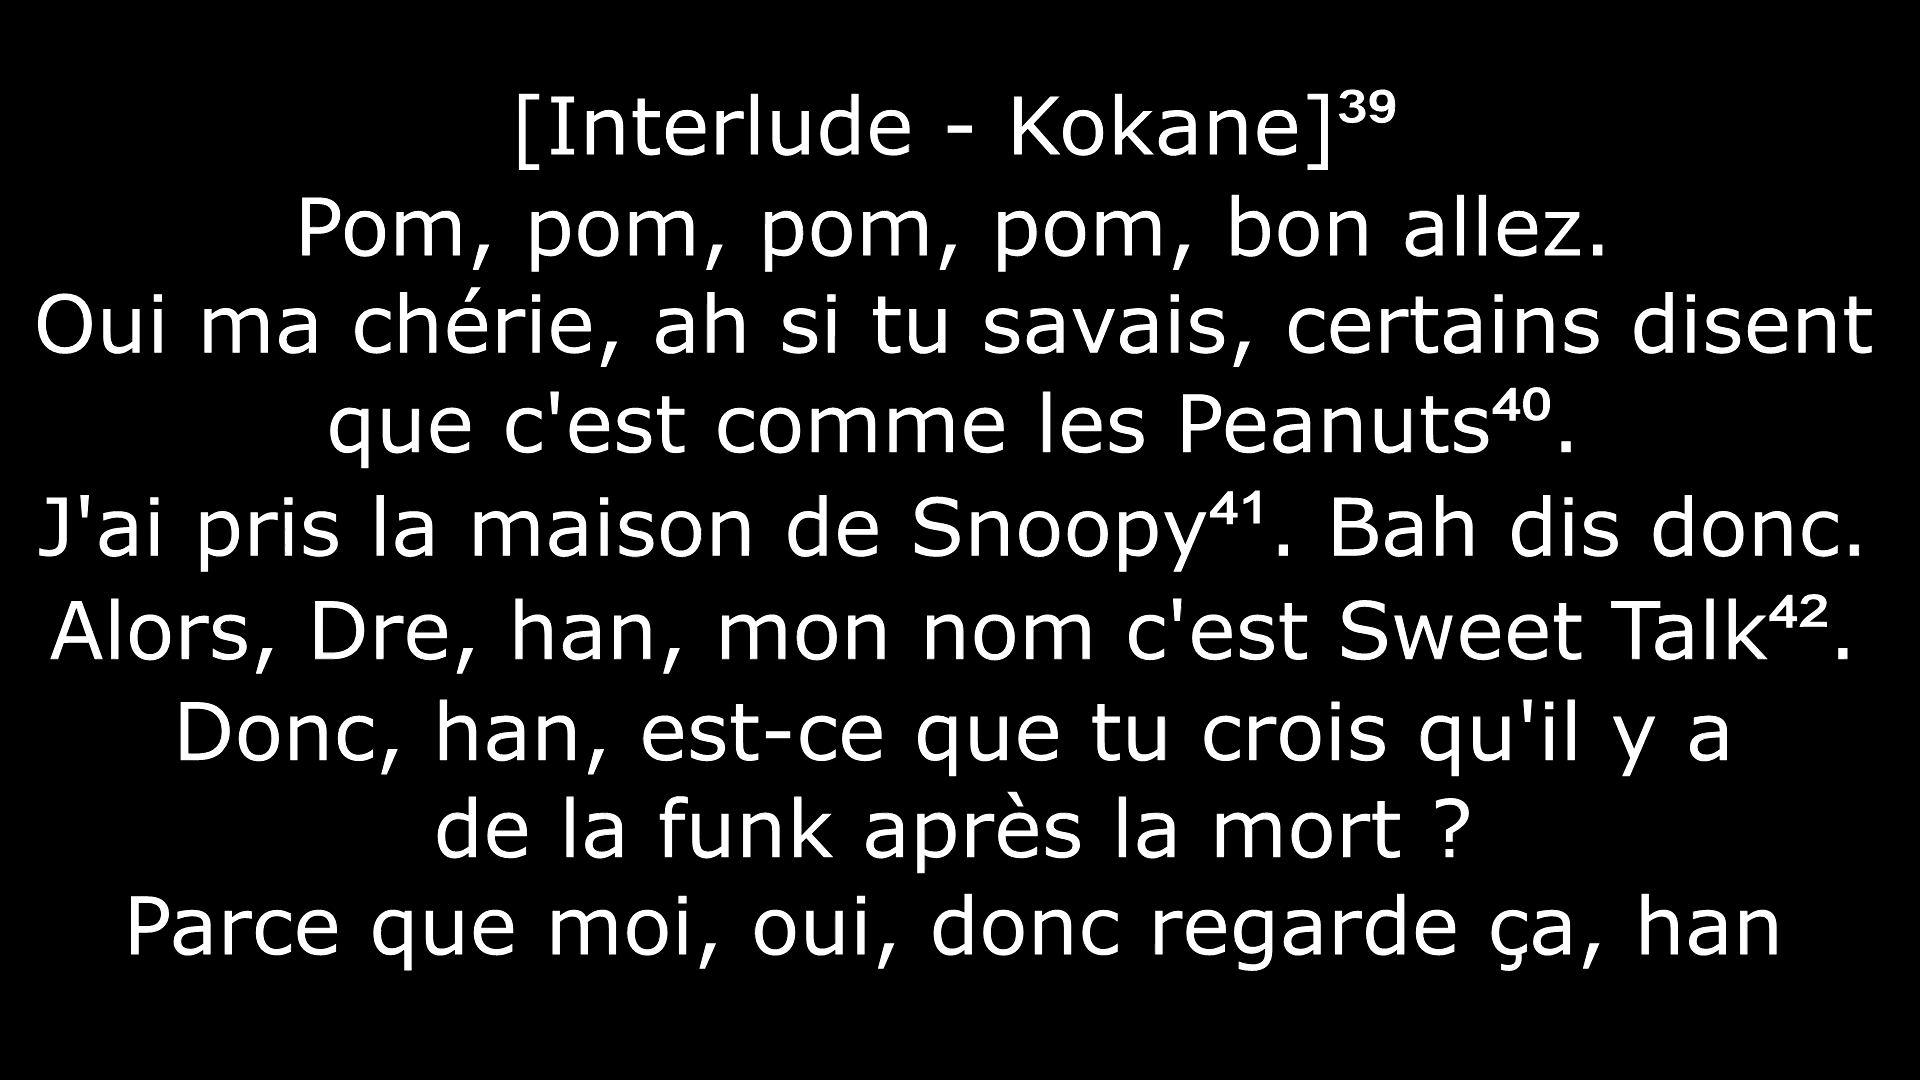 [Interlude - Kokane]³⁹
Pom, pom, pom, pom, bon allez.
Oui ma chérie, ah si tu savais, certains disent
que c'est comme les Peanuts⁴⁰.
J'ai pris la maison de Snoopy⁴¹. Bah dis donc.
Alors, Dre, han, mon nom c'est Sweet Talk⁴².
Donc, han, est-ce que tu crois qu'il y a
de la funk après la mort ?
Parce que moi, oui, donc regarde ça, han